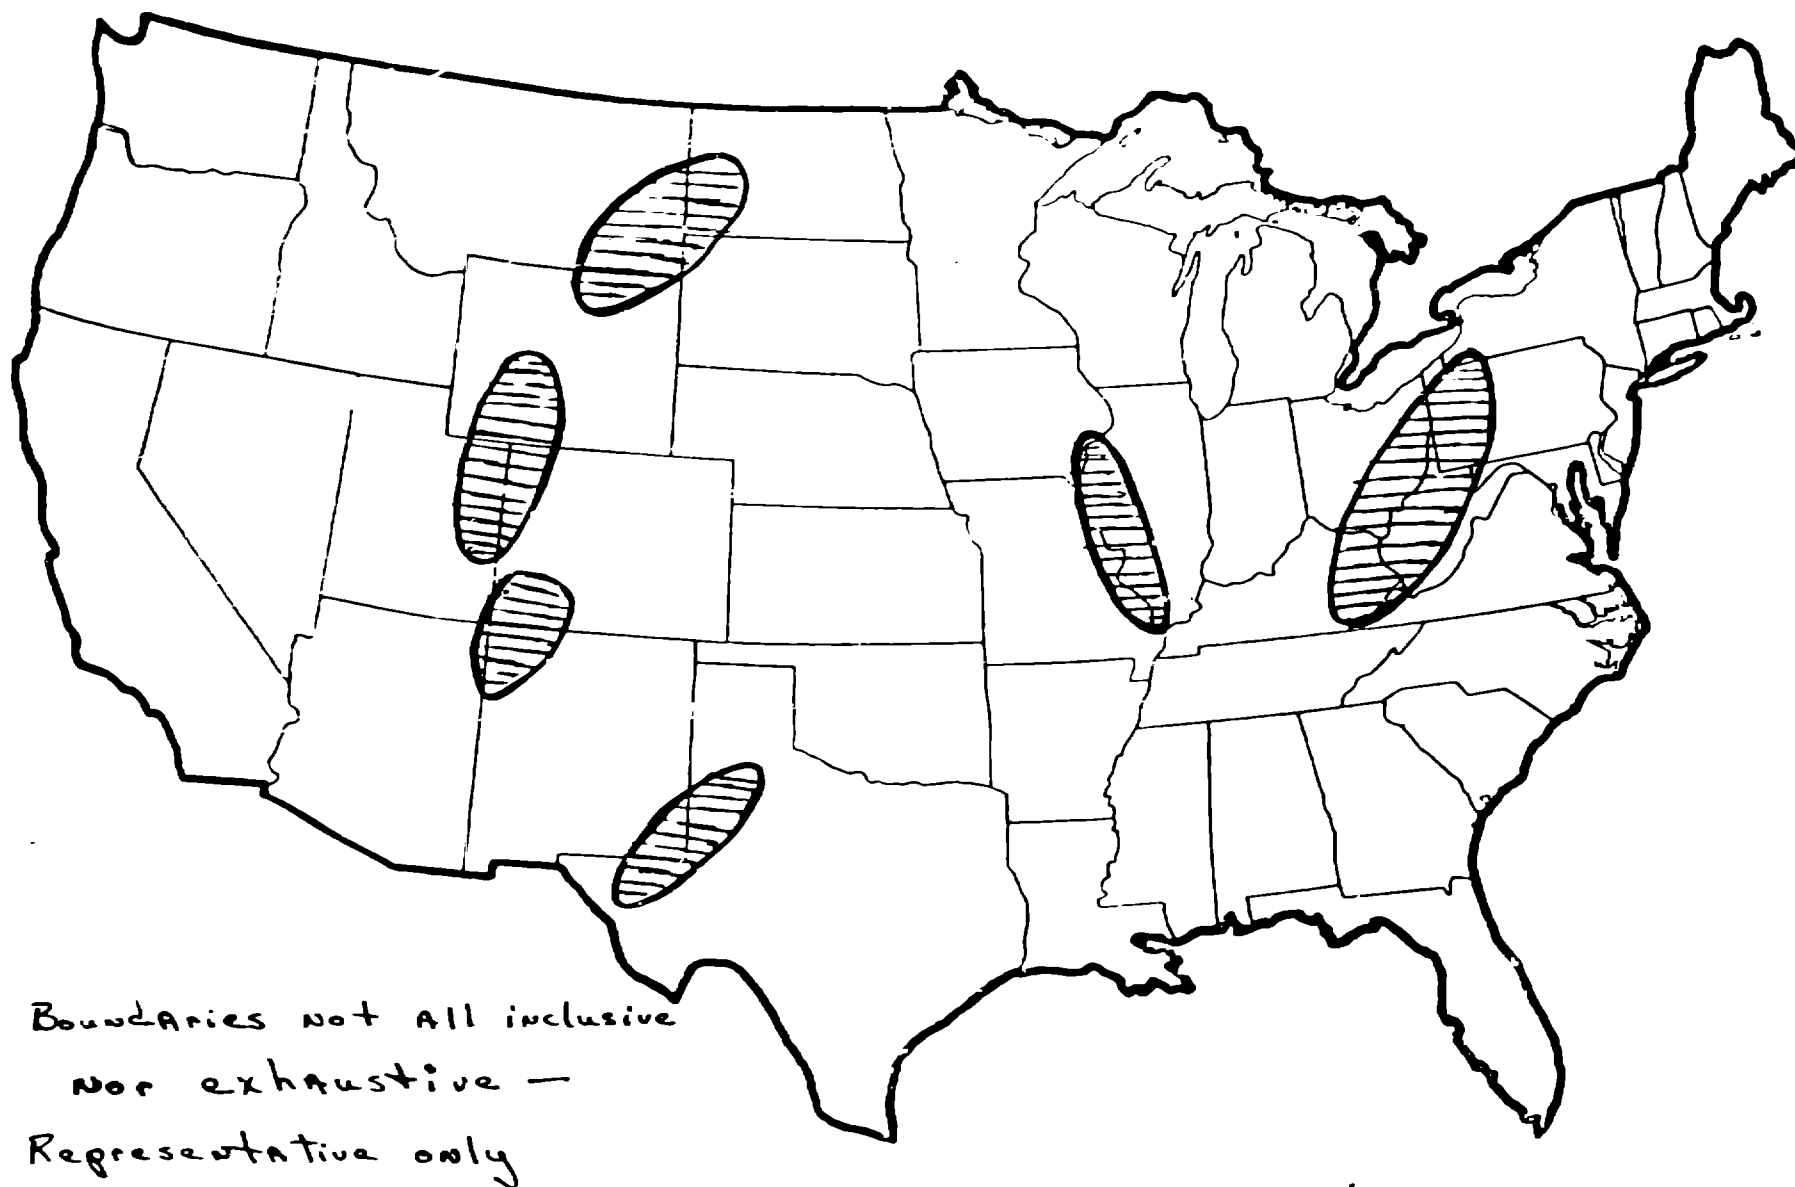 Boundaries not all inclusive
nor exhaustive —
Representative only